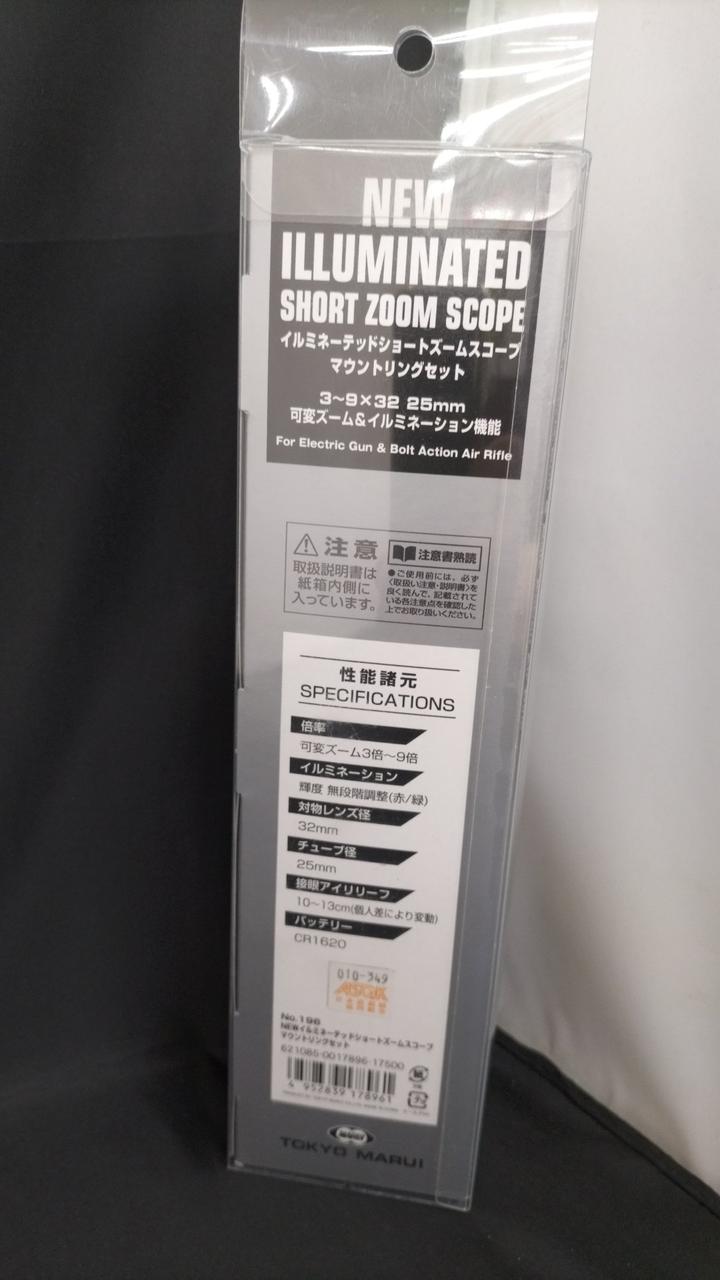 NEW
ILLUMINATED
SHORT ZOOM SCOPE
イルミネーテッドショートズームスコープ
マウントリングセット
3〜9×32 25mm
可変ズーム&イルミネーション機能
For Electric Gun & Bolt Action Air Rifle
注意
取扱説明書は
紙箱内側に
入っています。
注意書熟読
●ご使用前には、必ず
〈取扱い注意・説明書〉を
良く読んで、記載されて
いる各注意点を確認した
上でお取り扱いください。
性能諸元
SPECIFICATIONS
倍率
可変ズーム3倍〜9倍
イルミネーション
輝度 無段階調整(赤/緑)
対物レンズ径
32mm
チューブ径
25mm
接眼アイリリーフ
10〜13cm(個人差により変動)
バッテリー
CR1620
010-349
ASGK
No.196
NEWイルミネーテッドショートズームスコープ
マウントリングセット
621085-0017896-17500
4 952839 178961
TOKYO MARUI